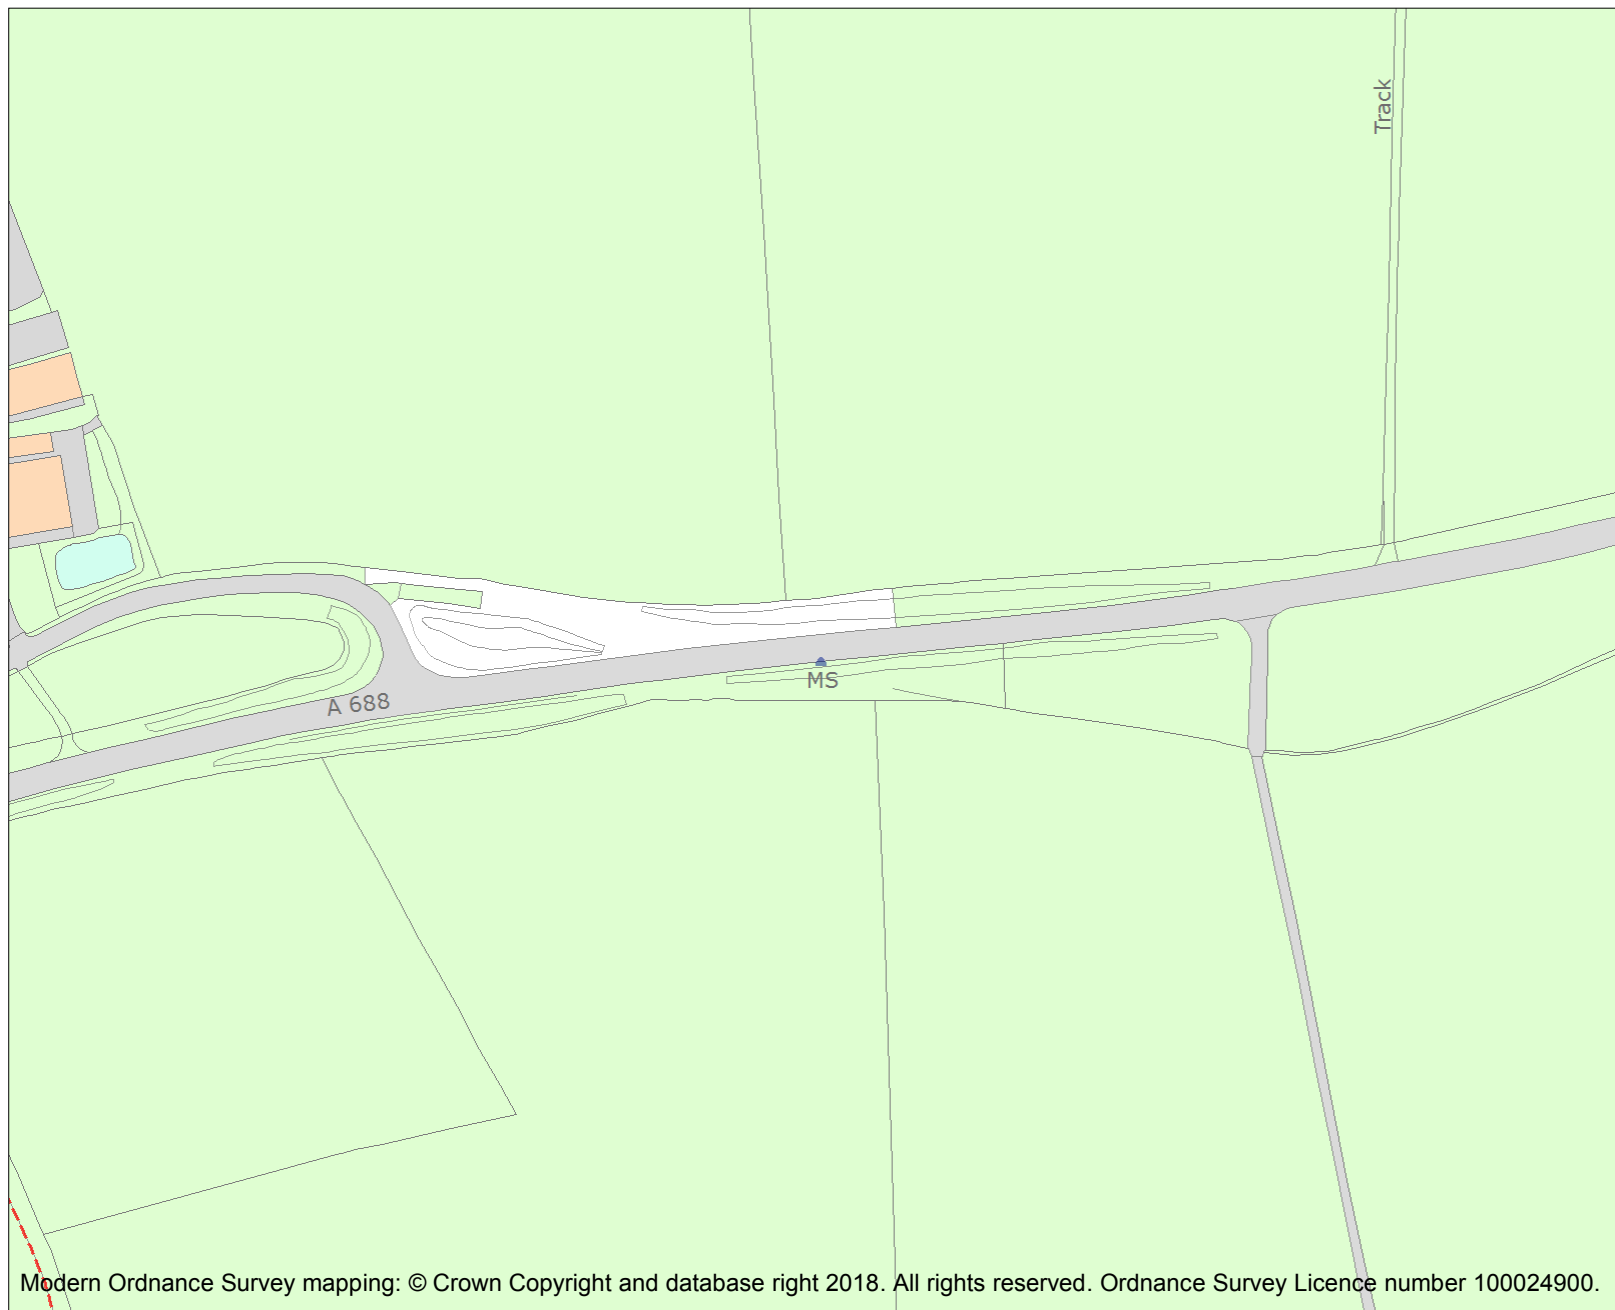 Track
MS
A 688
Modern Ordnance Survey mapping: © Crown Copyright and database right 2018. All rights reserved. Ordnance Survey Licence number 100024900.